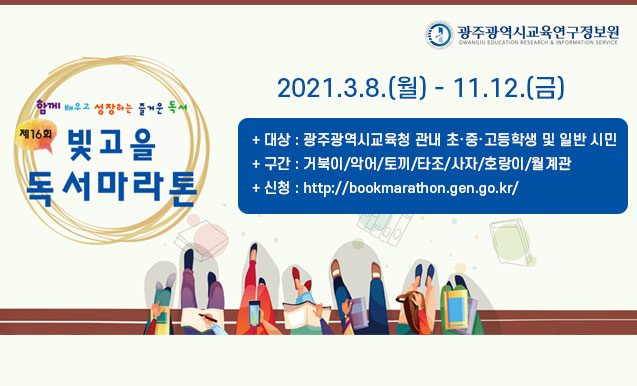 광주광역시교육연구정보원
GWANGJU EDUCATION RESEARCH & INFORMATION SERVICE
2021.3.8.(월) - 11.12.(금)
함께 배우고 성장하는 즐거운 독서
제16회
빛고을
독서마라톤
+ 대상 : 광주광역시교육청 관내 초·중·고등학생 및 일반 시민
+ 구간 : 거북이/악어/토끼/타조/사자/호랑이/월계관
+ 신청 : http://bookmarathon.gen.go.kr/